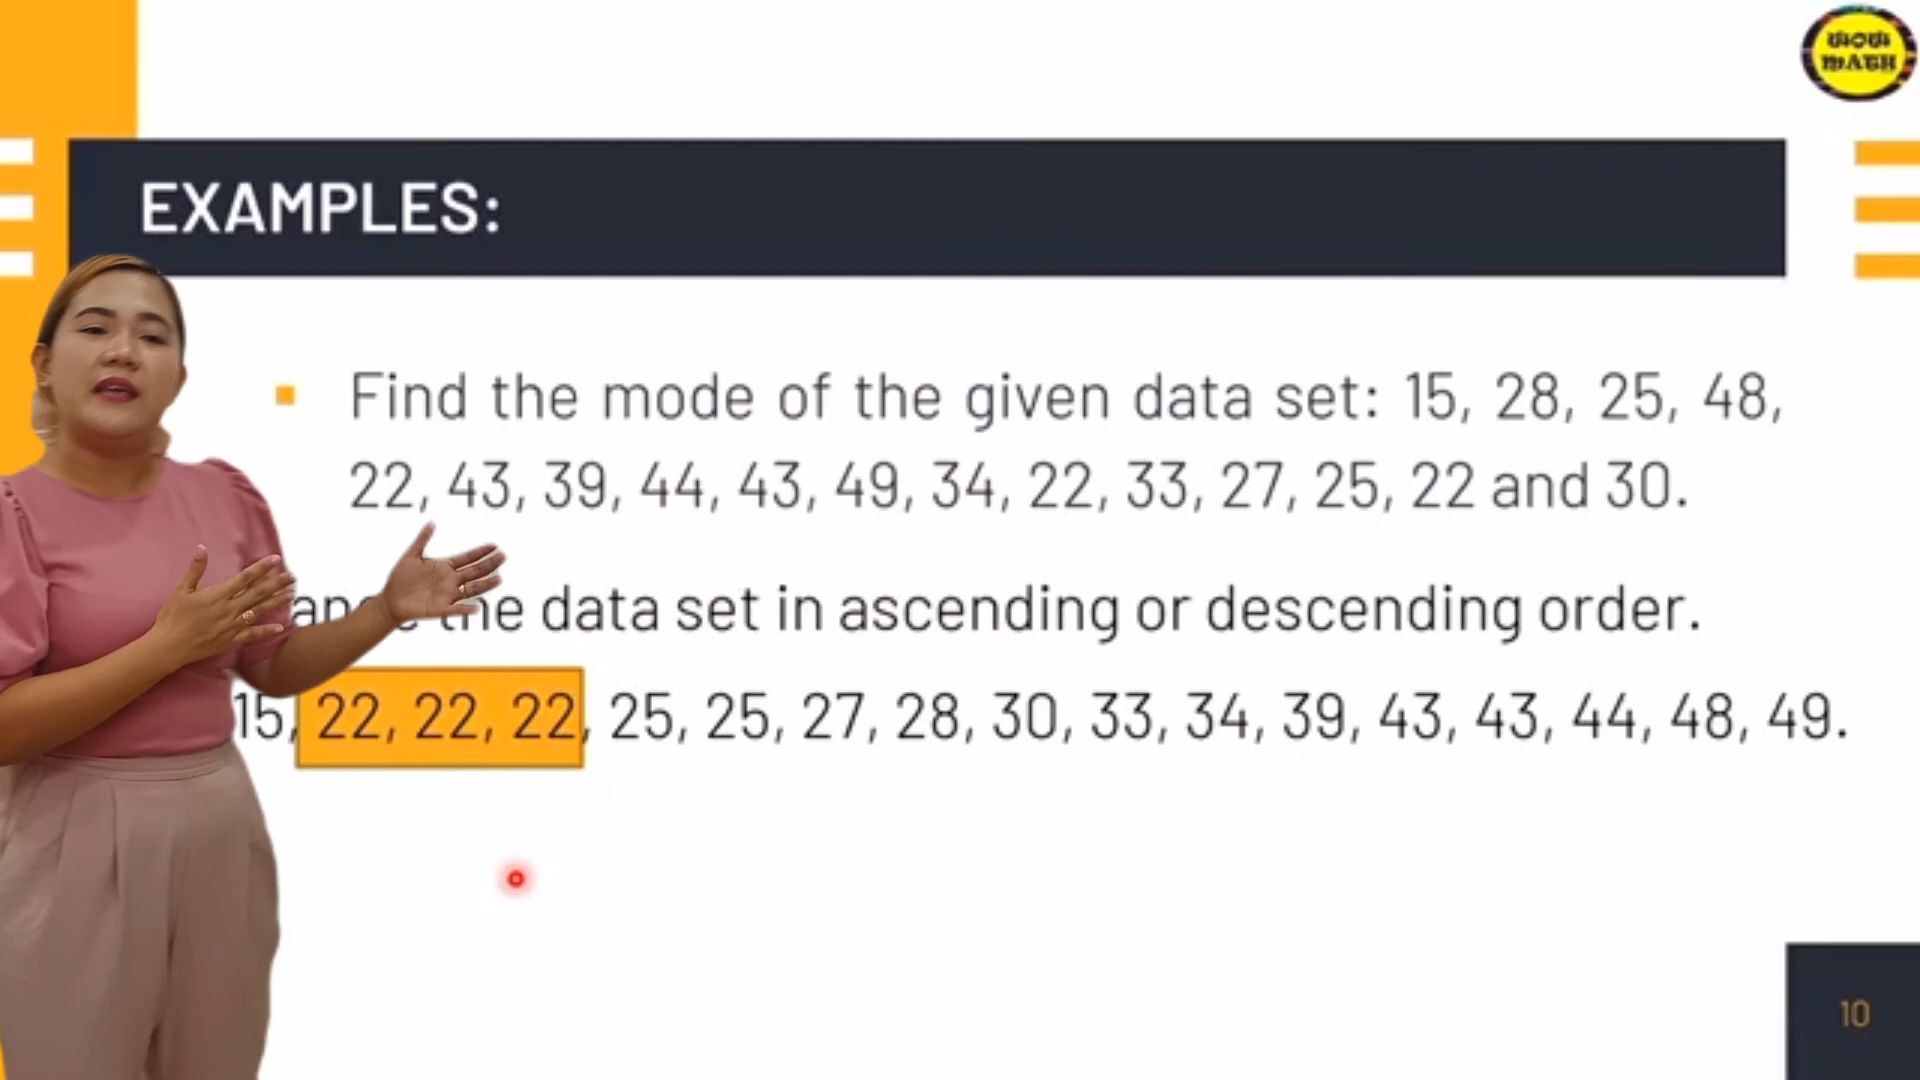 WOW
MATH
EXAMPLES:
▪ Find the mode of the given data set: 15, 28, 25, 48,
22, 43, 39, 44, 43, 49, 34, 22, 33, 27, 25, 22 and 30.
data set in ascending or descending order.
15, 22, 22, 22, 25, 25, 27, 28, 30, 33, 34, 39, 43, 43, 44, 48, 49.
10